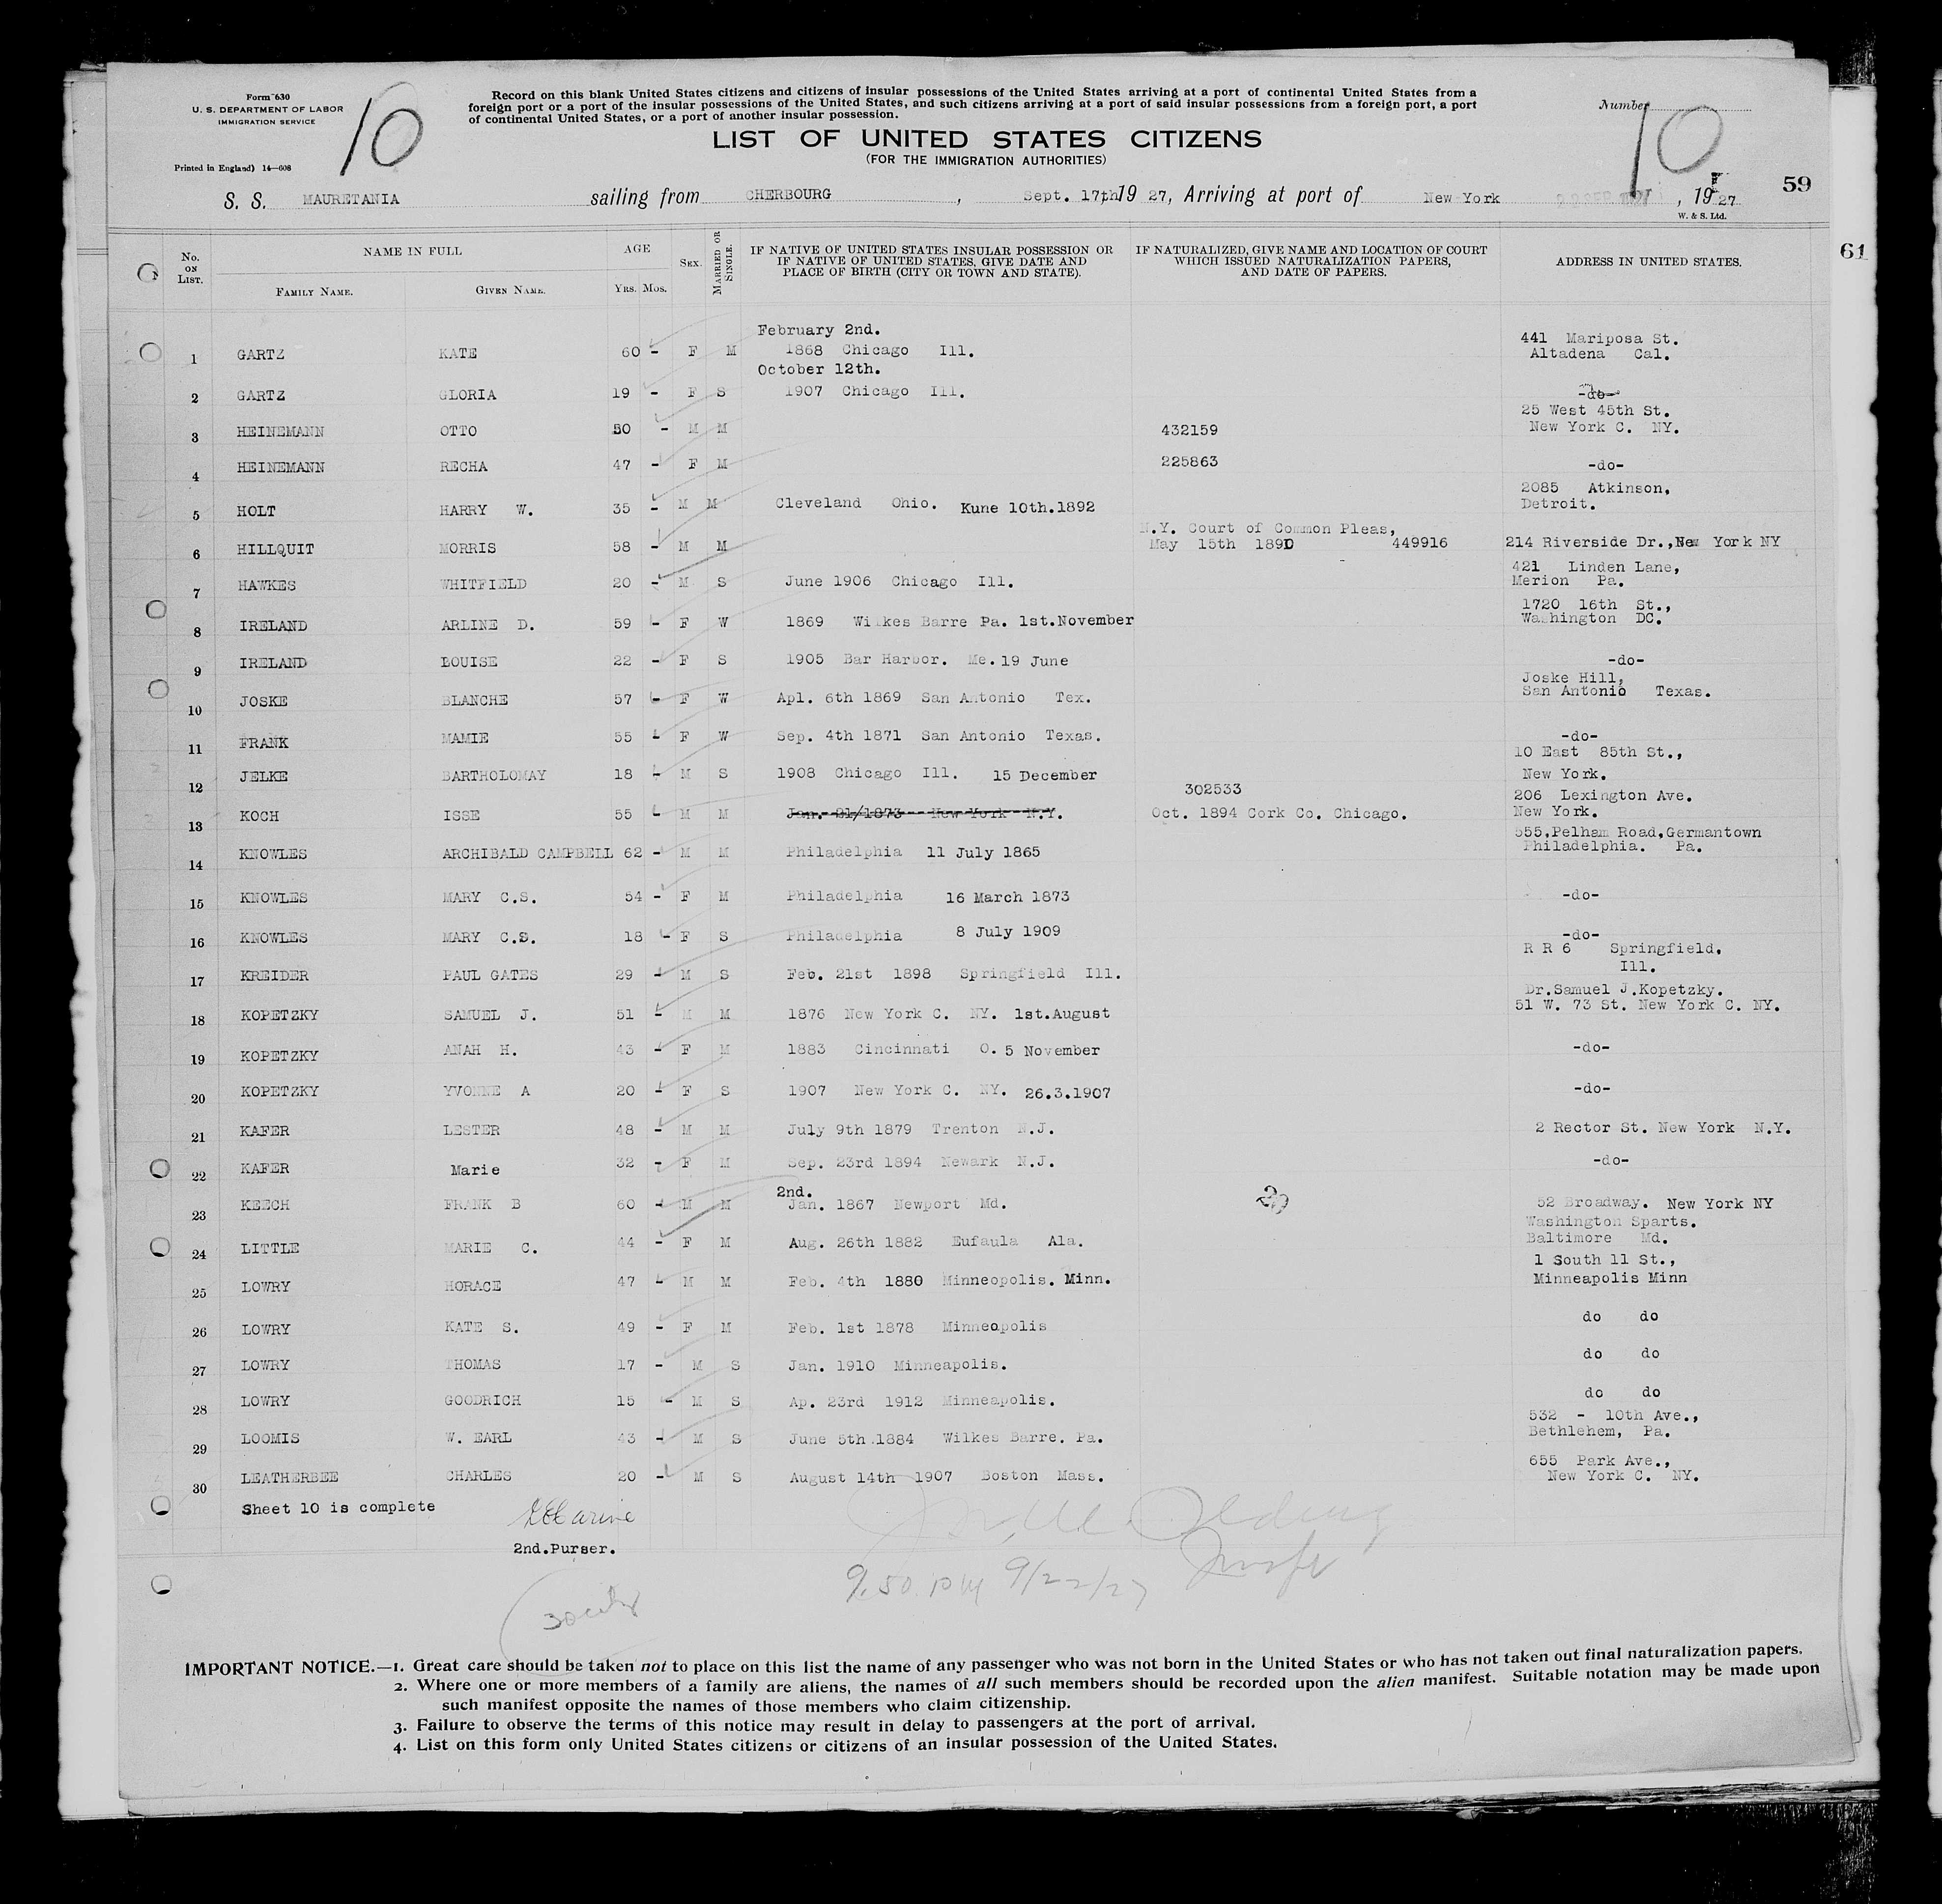 Form 630
U. S. DEPARTMENT OF LABOR
IMMIGRATION SERVICE
10
Record on this blank United States citizens and citizens of insular possessions of the United States arriving at a port of continental United States from a
foreign port or a port of the insular possessions of the United States, and such citizens arriving at a port of said insular possessions from a foreign port, a port
of continental United States, or a port of another insular possession.
Number 10
LIST OF UNITED STATES CITIZENS
(FOR THE IMMIGRATION AUTHORITIES)
Printed in England) 14—608
S. S. MAURETANIA sailing from CHERBOURG , Sept. 17th 19 27, Arriving at port of New York , 19 27
59
W. & S. Ltd.
61
No. ON LIST. NAME IN FULL AGE SEX. MARRIED OR SINGLE. IF NATIVE OF UNITED STATES INSULAR POSSESSION OR IF NATIVE OF UNITED STATES, GIVE DATE AND PLACE OF BIRTH (CITY OR TOWN AND STATE). IF NATURALIZED, GIVE NAME AND LOCATION OF COURT WHICH ISSUED NATURALIZATION PAPERS, AND DATE OF PAPERS. ADDRESS IN UNITED STATES.
FAMILY NAME. GIVEN NAME. YRS. MOS.
1 GARTZ KATE 60 - F M February 2nd. 1868 Chicago Ill. 441 Mariposa St. Altadena Cal.
2 GARTZ GLORIA 19 - F S October 12th. 1907 Chicago Ill. -do-
3 HEINEMANN OTTO 50 - M M 432159 25 West 45th St. New York C. NY.
4 HEINEMANN RECHA 47 - F M 225863 -do-
5 HOLT HARRY W. 35 - M M Cleveland Ohio. Kune 10th.1892 2085 Atkinson, Detroit.
6 HILLQUIT MORRIS 58 - M M N.Y. Court of Common Pleas, May 15th 1890 449916 214 Riverside Dr.,New York NY
7 HAWKES WHITFIELD 20 - M S June 1906 Chicago Ill. 421 Linden Lane, Merion Pa.
8 IRELAND ARLINE D. 59 - F W 1869 Wilkes Barre Pa. 1st.November 1720 16th St., Washington DC.
9 IRELAND LOUISE 22 - F S 1905 Bar Harbor. Me. 19 June -do-
10 JOSKE BLANCHE 57 - F W Apl. 6th 1869 San Antonio Tex. Joske Hill, San Antonio Texas.
11 FRANK MAMIE 55 - F W Sep. 4th 1871 San Antonio Texas. -do-
12 JELKE BARTHOLOMAY 18 - M S 1908 Chicago Ill. 15 December 10 East 85th St., New York.
13 KOCH ISSE 55 - M M Jan. 21/1873 New York N.Y. 302533 Oct. 1894 Cork Co. Chicago. 206 Lexington Ave. New York.
14 KNOWLES ARCHIBALD CAMPBELL 62 - M M Philadelphia 11 July 1865 555,Pelham Road,Germantown Philadelphia. Pa.
15 KNOWLES MARY C.S. 54 - F M Philadelphia 16 March 1873 -do-
16 KNOWLES MARY C.S. 18 - F S Philadelphia 8 July 1909 -do-
17 KREIDER PAUL GATES 29 - M S Feb. 21st 1898 Springfield Ill. R R 6 Springfield. Ill.
18 KOPETZKY SAMUEL J. 51 - M M 1876 New York C. NY. 1st.August Dr.Samuel J.Kopetzky. 51 W. 73 St. New York C. NY.
19 KOPETZKY ANAH H. 43 - F M 1883 Cincinnati O. 5 November -do-
20 KOPETZKY YVONNE A 20 - F S 1907 New York C. NY. 26.3.1907 -do-
21 KAFER LESTER 48 - M M July 9th 1879 Trenton N.J. 2 Rector St. New York N.Y.
22 KAFER Marie 32 - F M Sep. 23rd 1894 Newark N.J. -do-
23 KEECH FRANK B 60 - M M 2nd. Jan. 1867 Newport Md. 52 Broadway. New York NY
24 LITTLE MARIE C. 44 - F M Aug. 26th 1882 Eufaula Ala. Washington Sparts. Baltimore Md.
25 LOWRY HORACE 47 - M M Feb. 4th 1880 Minneopolis. Minn. 1 South 11 St., Minneapolis Minn
26 LOWRY KATE S. 49 - F M Feb. 1st 1878 Minneopolis do do
27 LOWRY THOMAS 17 - M S Jan. 1910 Minneapolis. do do
28 LOWRY GOODRICH 15 - M S Ap. 23rd 1912 Minneapolis. do do
29 LOOMIS W. EARL 43 - M S June 5th.1884 Wilkes Barre. Pa. 532 - 10th Ave., Bethlehem, Pa.
30 LEATHERBEE CHARLES 20 - M S August 14th 1907 Boston Mass. 655 Park Ave., New York C. NY.
Sheet 10 is complete
2nd.Purser.
9.50 PM 9/22/27
IMPORTANT NOTICE.—1. Great care should be taken not to place on this list the name of any passenger who was not born in the United States or who has not taken out final naturalization papers.
2. Where one or more members of a family are aliens, the names of all such members should be recorded upon the alien manifest. Suitable notation may be made upon
such manifest opposite the names of those members who claim citizenship.
3. Failure to observe the terms of this notice may result in delay to passengers at the port of arrival.
4. List on this form only United States citizens or citizens of an insular possession of the United States.